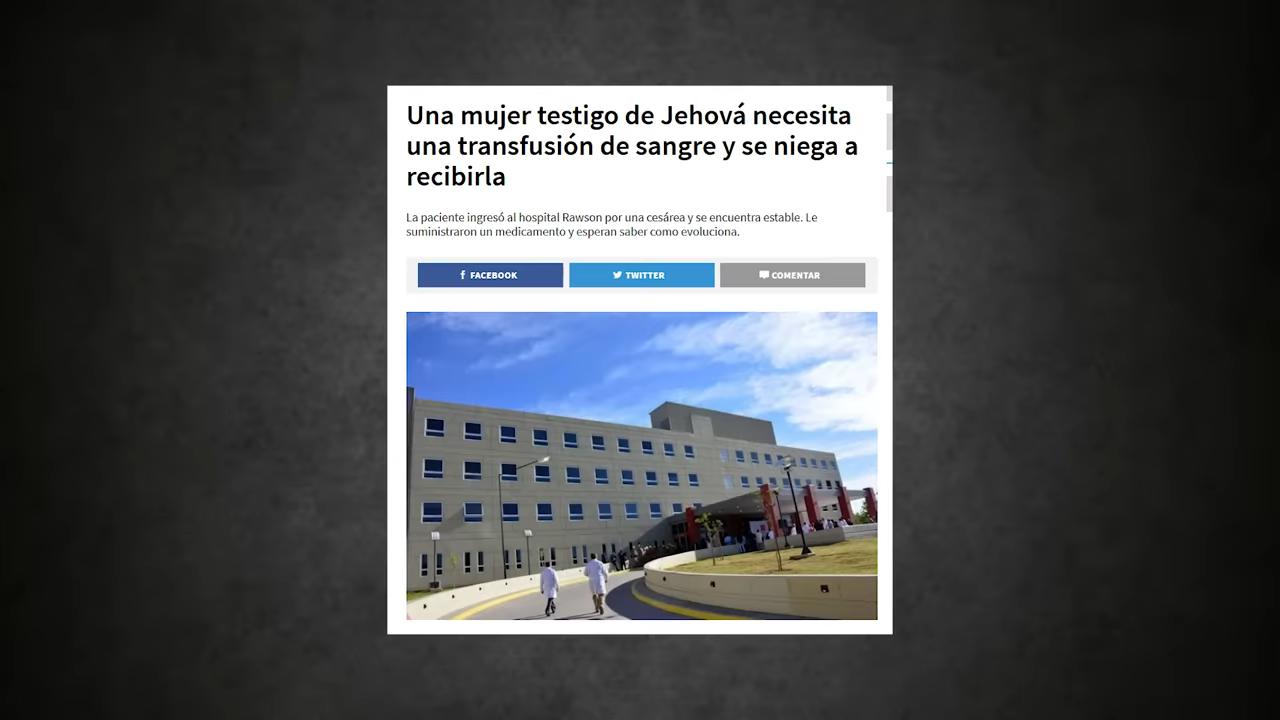 Una mujer testigo de Jehová necesita
una transfusión de sangre y se niega a
recibirla
La paciente ingresó al hospital Rawson por una cesárea y se encuentra estable. Le
suministraron un medicamento y esperan saber como evoluciona.
FACEBOOK
TWITTER
COMENTAR